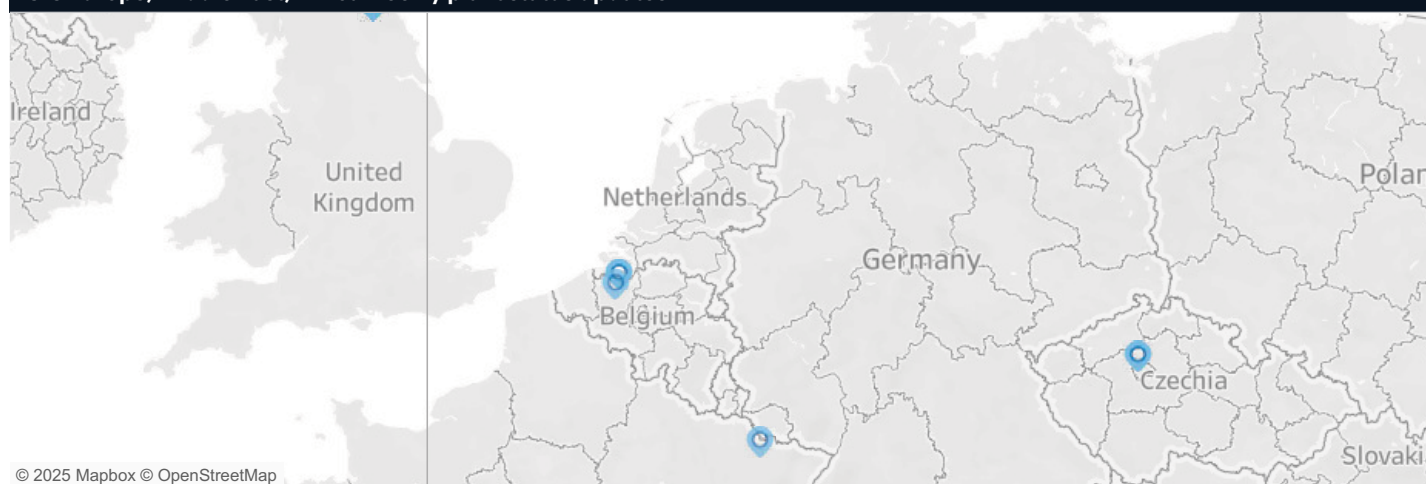 Ireland
United
Kingdom
Netherlands
Polan
Germany
Belgium
Czechia
Slovaki
© 2025 Mapbox © OpenStreetMap